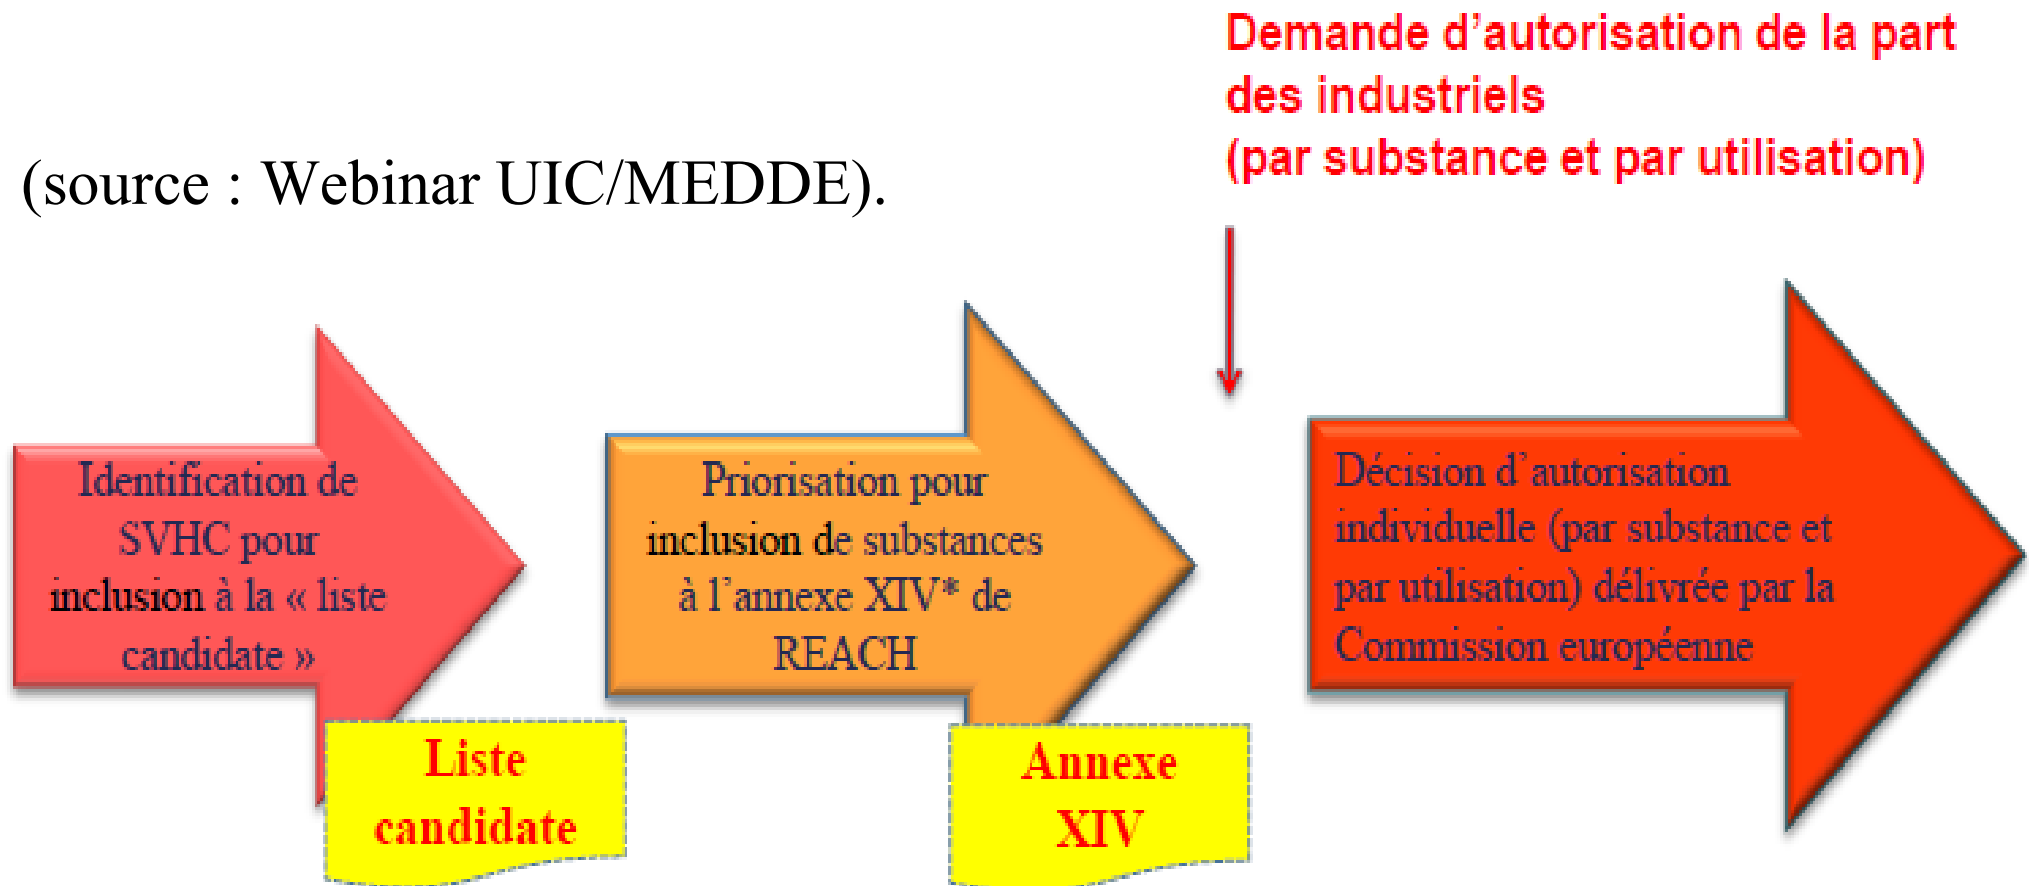 Demande d’autorisation de la part
des industriels
(par substance et par utilisation)
(source : Webinar UIC/MEDDE).
Identification de
SVHC pour
inclusion à la « liste
candidate »
Liste
candidate
Priorisation pour
inclusion de substances
à l’annexe XIV* de
REACH
Annexe
XIV
Décision d’autorisation
individuelle (par substance et
par utilisation) délivrée par la
Commission européenne